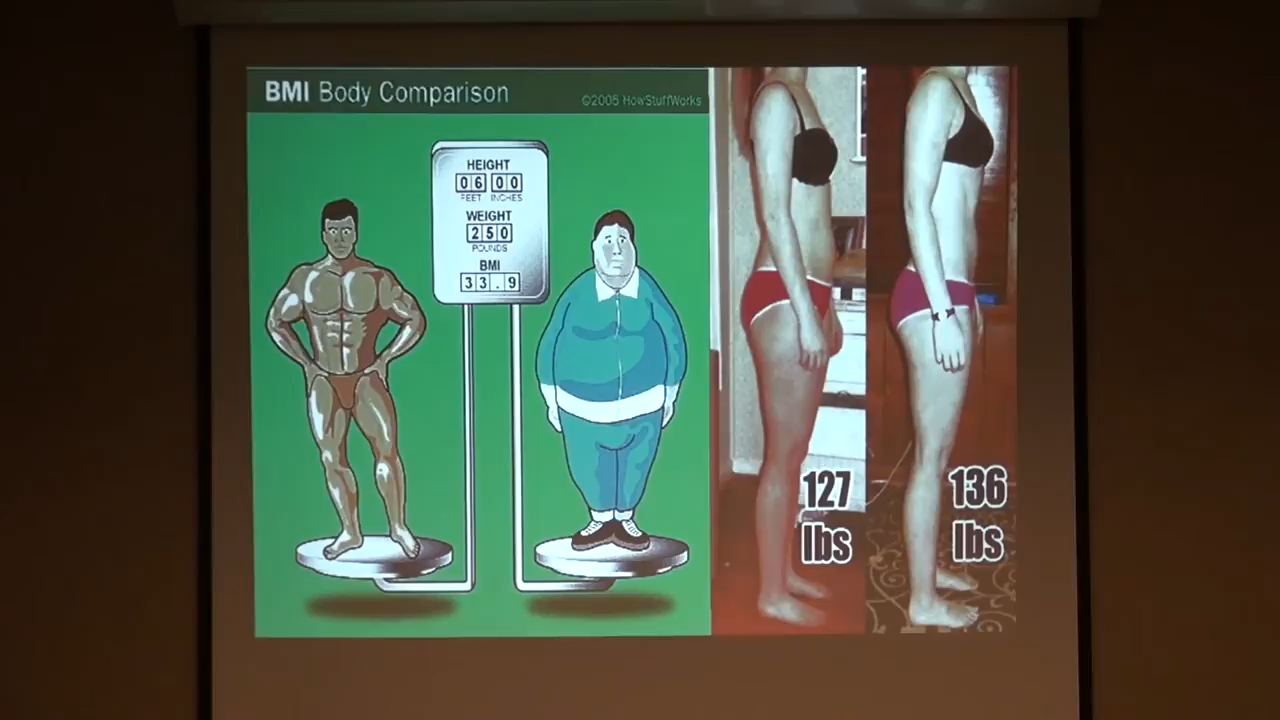 BMI Body Comparison
©2005 HowStuffWorks
HEIGHT
06 00
FEET INCHES
WEIGHT
250
POUNDS
BMI
33.9
127
lbs
136
lbs